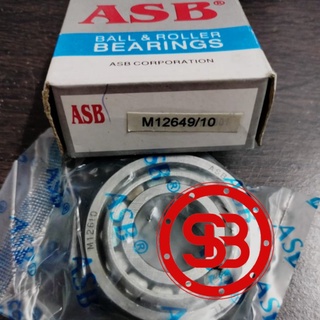 ASB®
BALL & ROLLER
BEARINGS
ASB CORPORATION
ASB
M12649/10
M12610
ASB®
ASB
SB